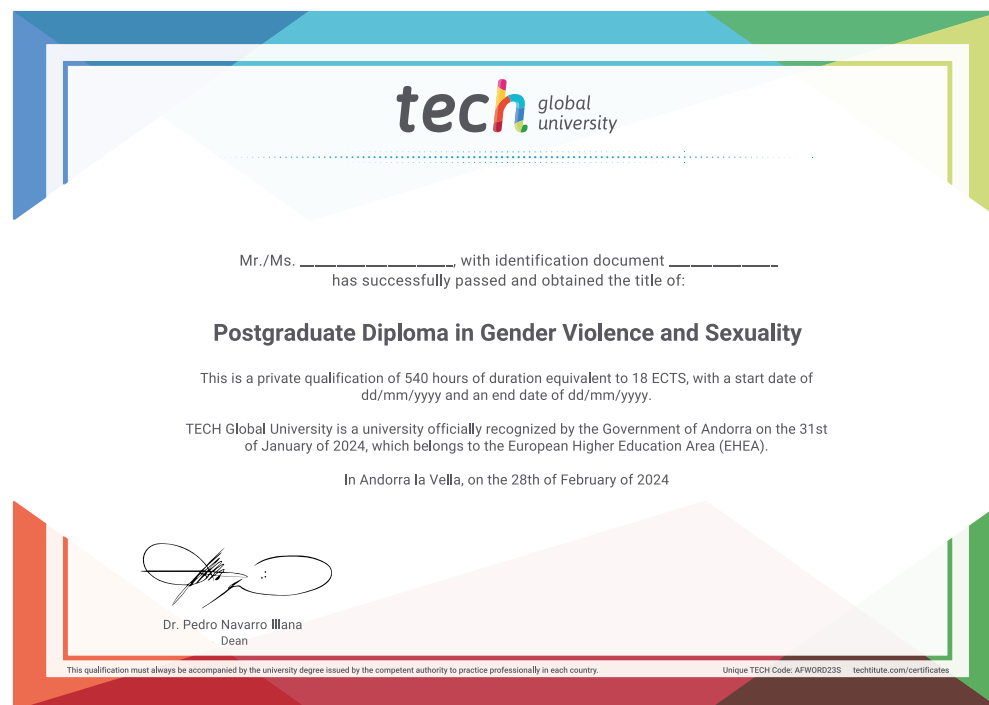 tech global university
Mr./Ms. ___________________, with identification document ______________
has successfully passed and obtained the title of:
Postgraduate Diploma in Gender Violence and Sexuality
This is a private qualification of 540 hours of duration equivalent to 18 ECTS, with a start date of
dd/mm/yyyy and an end date of dd/mm/yyyy.
TECH Global University is a university officially recognized by the Government of Andorra on the 31st
of January of 2024, which belongs to the European Higher Education Area (EHEA).
In Andorra la Vella, on the 28th of February of 2024
Dr. Pedro Navarro Illana
Dean
This qualification must always be accompanied by the university degree issued by the competent authority to practice professionally in each country.
Unique TECH Code: AFWORD23S techtitute.com/certificates